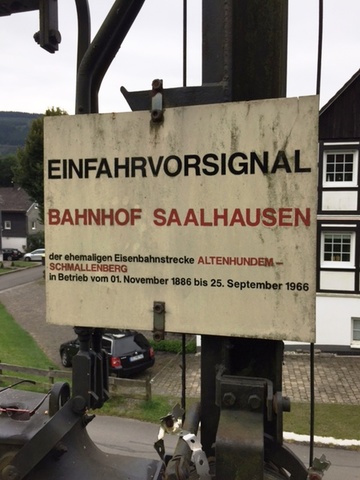 EINFAHRVORSIGNAL
BAHNHOF SAALHAUSEN
der ehemaligen Eisenbahnstrecke ALTENHUNDEM-
SCHMALLENBERG
in Betrieb vom 01. November 1886 bis 25. September 1966